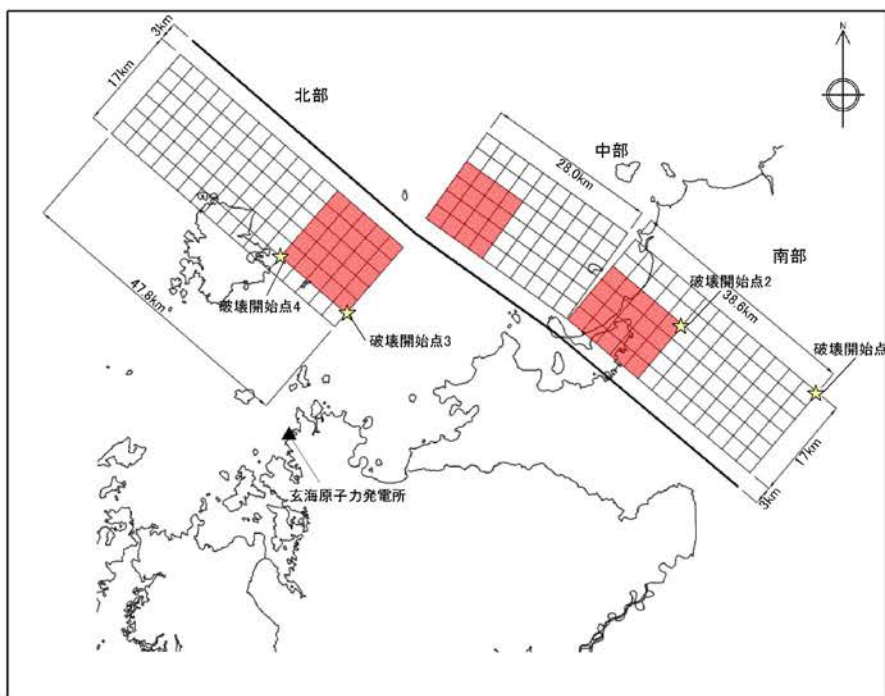 N
3km
17km
北部
中部
28.0km
南部
破壊開始点2
38.6km
破壊開始点4
47.8km
破壊開始点3
破壊開始点
17km
玄海原子力発電所
3km